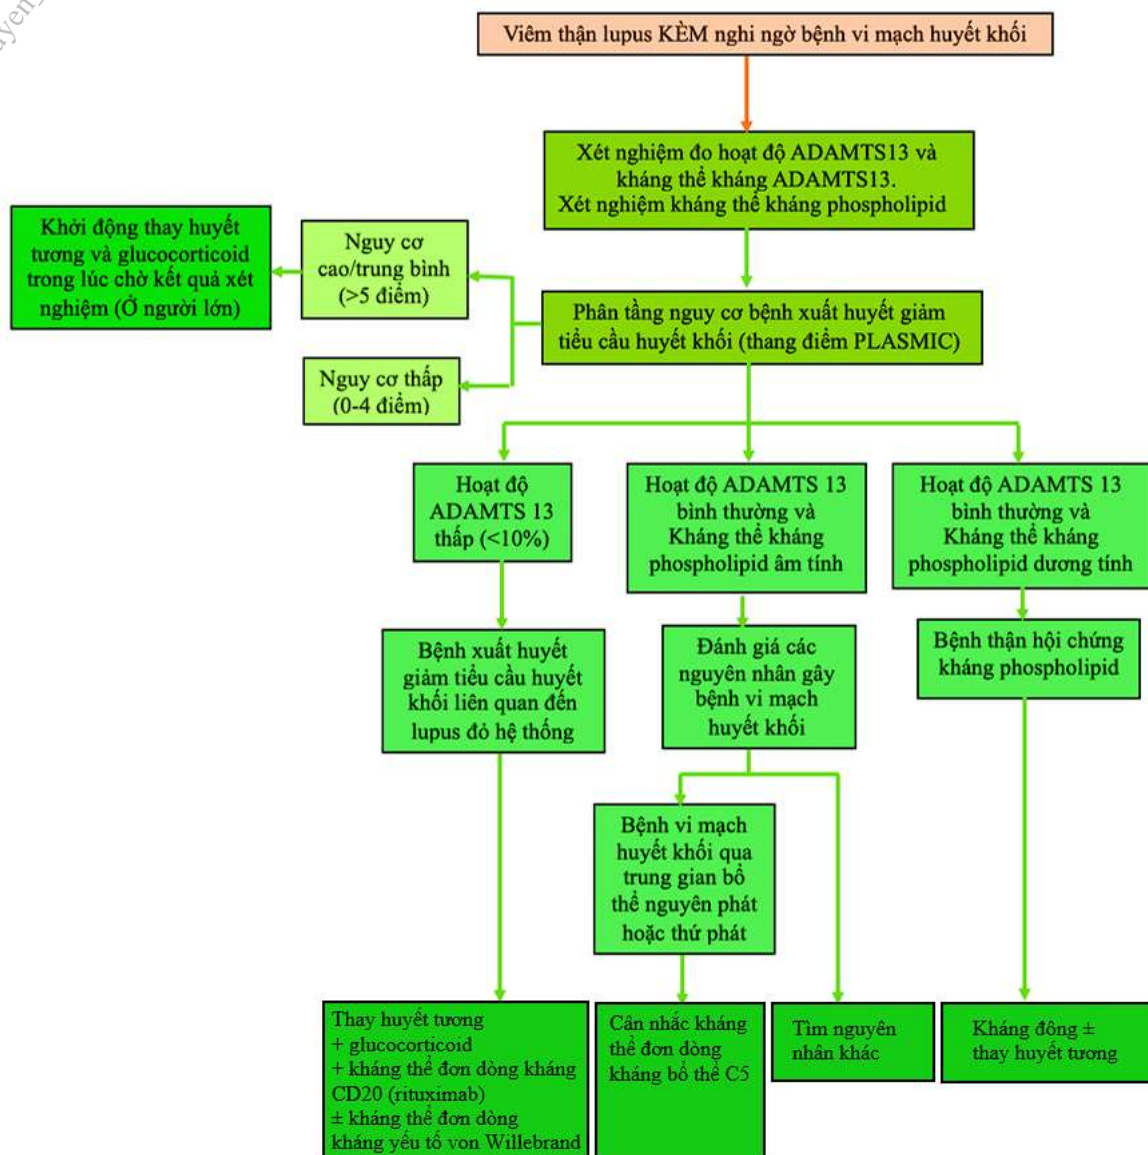 Viêm thận lupus KÈM nghi ngờ bệnh vi mạch huyết khối
Xét nghiệm đo hoạt độ ADAMTS13 và
kháng thể kháng ADAMTS13.
Xét nghiệm kháng thể kháng phospholipid
Khởi động thay huyết
tương và glucocorticoid
trong lúc chờ kết quả xét
nghiệm (Ở người lớn)
Nguy cơ
cao/trung bình
(>5 điểm)
Phân tầng nguy cơ bệnh xuất huyết giảm
tiểu cầu huyết khối (thang điểm PLASMIC)
Nguy cơ thấp
(0-4 điểm)
Hoạt độ
ADAMTS 13
thấp (<10%)
Hoạt độ ADAMTS 13
bình thường và
Kháng thể kháng
phospholipid âm tính
Hoạt độ ADAMTS 13
bình thường và
Kháng thể kháng
phospholipid dương tính
Bệnh xuất huyết
giảm tiểu cầu huyết
khối liên quan đến
lupus đỏ hệ thống
Đánh giá các
nguyên nhân gây
bệnh vi mạch
huyết khối
Bệnh thận hội chứng
kháng phospholipid
Bệnh vi mạch
huyết khối qua
trung gian bổ
thể nguyên phát
hoặc thứ phát
Thay huyết tương
+ glucocorticoid
+ kháng thể đơn dòng kháng
CD20 (rituximab)
± kháng thể đơn dòng
kháng yếu tố von Willebrand
Cân nhắc kháng
thể đơn dòng
kháng bổ thể C5
Tìm nguyên
nhân khác
Kháng đông ±
thay huyết tương